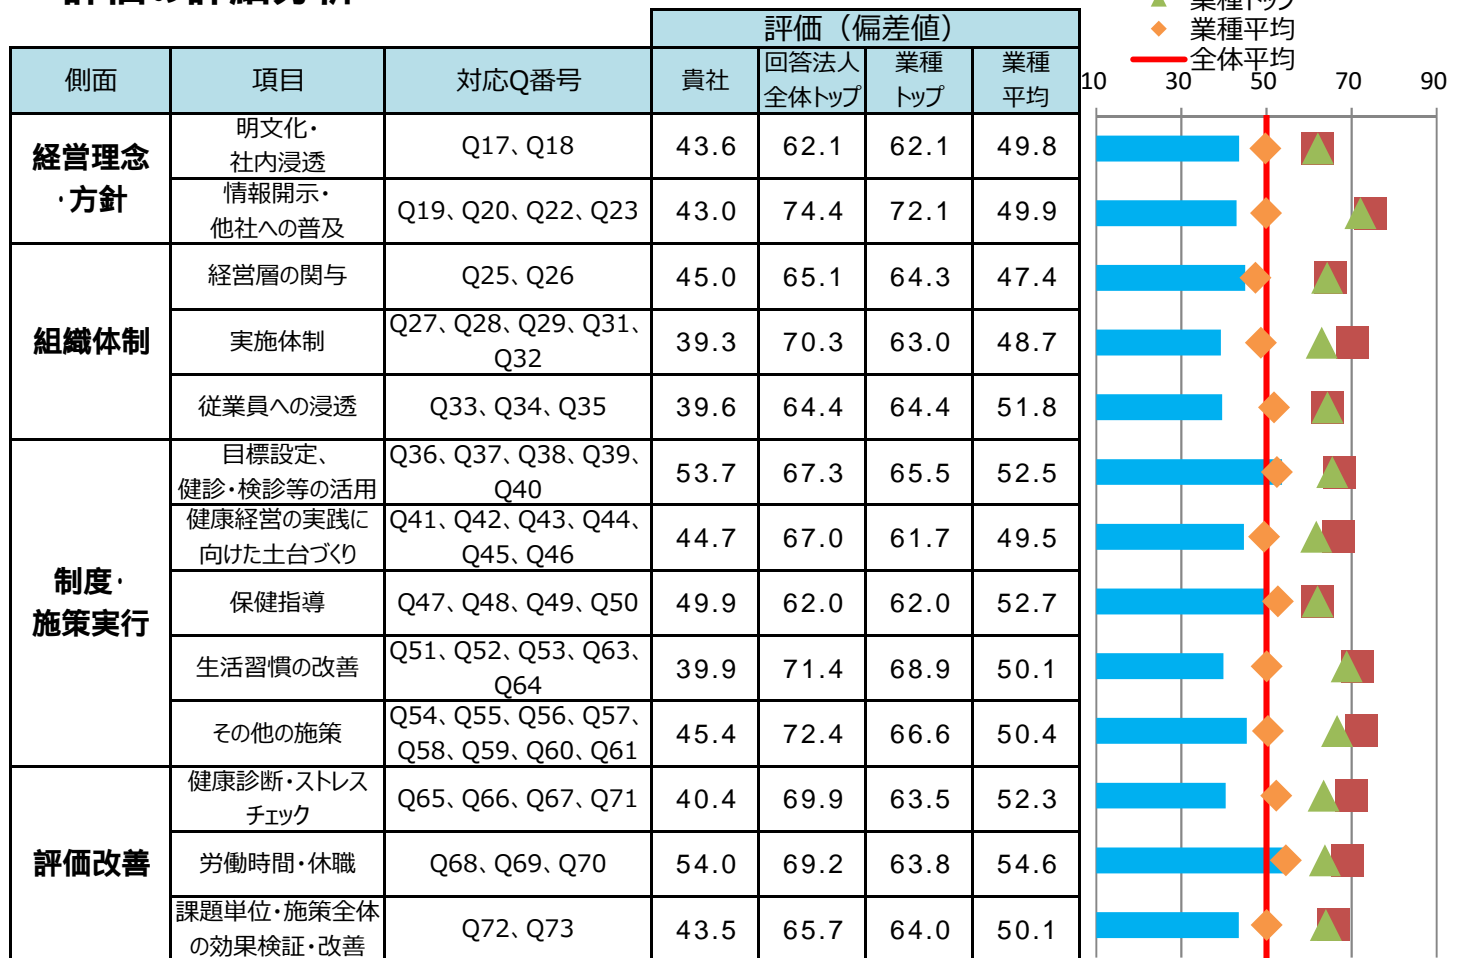 評価の詳細分析
業種トップ
業種平均
全体平均
評価（偏差値）
側面 項目 対応Q番号 貴社 回答法人全体トップ 業種トップ 業種平均
10 30 50 70 90
経営理念・方針
明文化・社内浸透 Q17、Q18 43.6 62.1 62.1 49.8
情報開示・他社への普及 Q19、Q20、Q22、Q23 43.0 74.4 72.1 49.9
組織体制
経営層の関与 Q25、Q26 45.0 65.1 64.3 47.4
実施体制 Q27、Q28、Q29、Q31、Q32 39.3 70.3 63.0 48.7
従業員への浸透 Q33、Q34、Q35 39.6 64.4 64.4 51.8
制度・施策実行
目標設定、健診・検診等の活用 Q36、Q37、Q38、Q39、Q40 53.7 67.3 65.5 52.5
健康経営の実践に向けた土台づくり Q41、Q42、Q43、Q44、Q45、Q46 44.7 67.0 61.7 49.5
保健指導 Q47、Q48、Q49、Q50 49.9 62.0 62.0 52.7
生活習慣の改善 Q51、Q52、Q53、Q63、Q64 39.9 71.4 68.9 50.1
その他の施策 Q54、Q55、Q56、Q57、Q58、Q59、Q60、Q61 45.4 72.4 66.6 50.4
評価改善
健康診断・ストレスチェック Q65、Q66、Q67、Q71 40.4 69.9 63.5 52.3
労働時間・休職 Q68、Q69、Q70 54.0 69.2 63.8 54.6
課題単位・施策全体の効果検証・改善 Q72、Q73 43.5 65.7 64.0 50.1